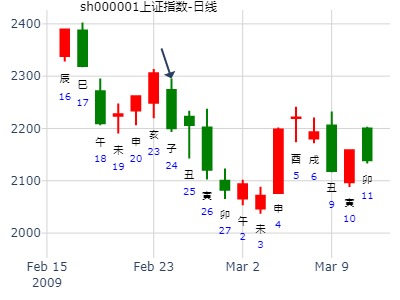 sh000001上证指数-日线
2400
2300
2200
2100
2000
辰
16
巳
17
午
18
未
19
申
20
亥
23
子
24
丑
25
寅
26
卯
27
午
2
未
3
申
4
酉
5
戌
6
丑
9
寅
10
卯
11
Feb 15
2009
Feb 23
Mar 2
Mar 9